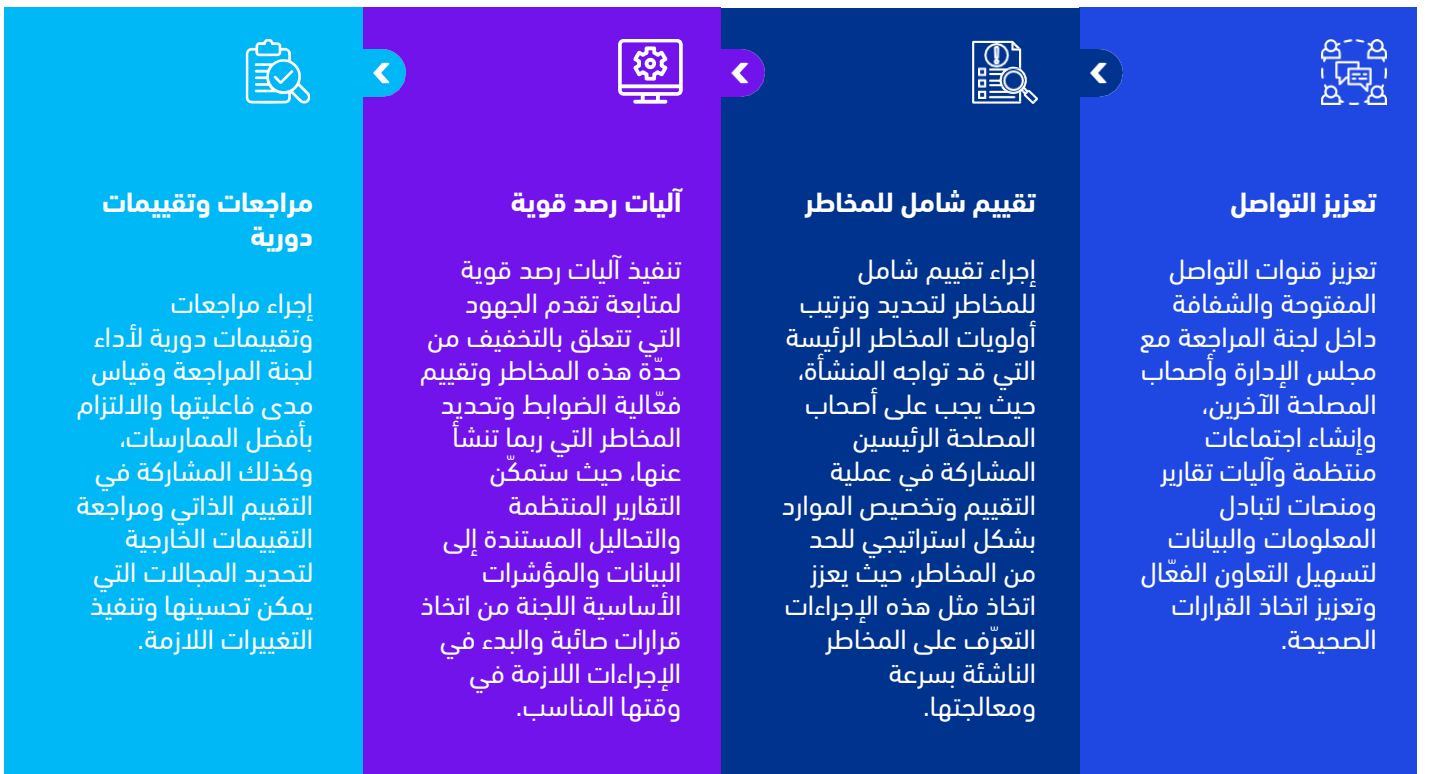 تعزيز التواصل
تعزيز قنوات التواصل
المفتوحة والشفافة
داخل لجنة المراجعة مع
مجلس الإدارة وأصحاب
المصلحة الآخرين،
وإنشاء اجتماعات
منتظمة وآليات تقارير
ومنصات لتبادل
المعلومات والبيانات
لتسهيل التعاون الفعّال
وتعزيز اتخاذ القرارات
الصحيحة.
تقييم شامل للمخاطر
إجراء تقييم شامل
للمخاطر لتحديد وترتيب
أولويات المخاطر الرئيسة
التي قد تواجه المنشأة،
حيث يجب على أصحاب
المصلحة الرئيسين
المشاركة في عملية
التقييم وتخصيص الموارد
بشكل استراتيجي للحد
من المخاطر، حيث يعزز
اتخاذ مثل هذه الإجراءات
التعرّف على المخاطر
الناشئة بسرعة
ومعالجتها.
آليات رصد قوية
تنفيذ آليات رصد قوية
لمتابعة تقدم الجهود
التي تتعلق بالتخفيف من
حدّة هذه المخاطر وتقييم
فعّالية الضوابط وتحديد
المخاطر التي ربما تنشأ
عنها، حيث ستمكّن
التقارير المنتظمة
والتحاليل المستندة إلى
البيانات والمؤشرات
الأساسية اللجنة من اتخاذ
قرارات صائبة والبدء في
الإجراءات اللازمة في
وقتها المناسب.
مراجعات وتقييمات
دورية
إجراء مراجعات
وتقييمات دورية لأداء
لجنة المراجعة وقياس
مدى فاعليتها والالتزام
بأفضل الممارسات،
وكذلك المشاركة في
التقييم الذاتي ومراجعة
التقييمات الخارجية
لتحديد المجالات التي
يمكن تحسينها وتنفيذ
التغييرات اللازمة.